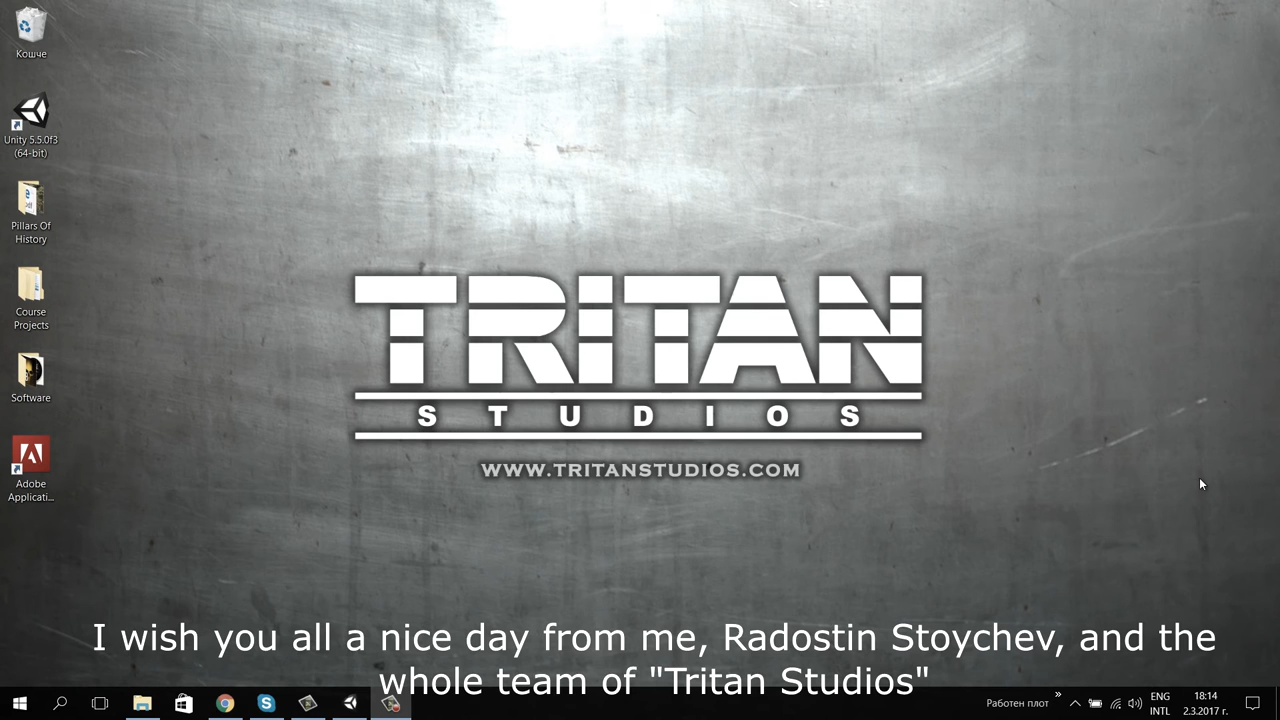 Кошче
Unity 5.5.0f3
(64-bit)
Pillars Of
History
Course
Projects
Software
Adobe
Applicati...
TRITAN
STUDIOS
WWW.TRITANSTUDIOS.COM
I wish you all a nice day from me, Radostin Stoychev, and the
whole team of "Tritan Studios"
Работен плот
»
ENG
INTL
18:14
2.3.2017 г.